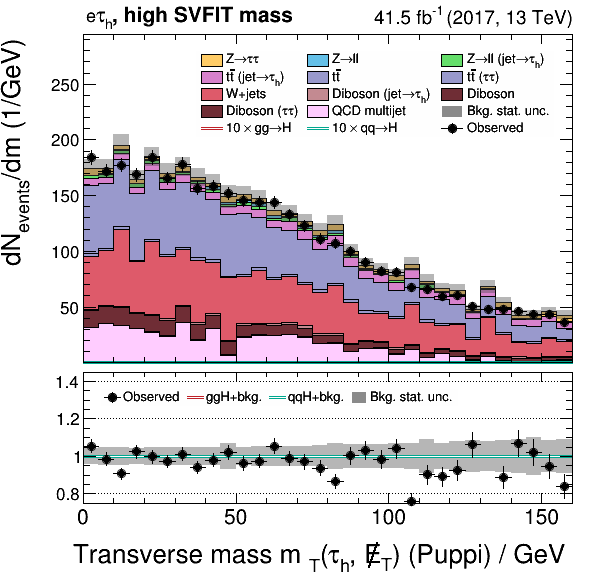 eτh, high SVFIT mass 41.5 fb⁻¹ (2017, 13 TeV)
dNevents/dm (1/GeV)
250
200
150
100
50
Z→ττ Z→ll Z→ll (jet→τh)
tt̄ (jet→τh) tt̄ tt̄ (ττ)
W+jets Diboson (jet→τh) Diboson
Diboson (ττ) QCD multijet Bkg. stat. unc.
10 × gg→H 10 × qq→H Observed
1.4
1.2
1
0.8
Observed ggH+bkg. qqH+bkg. Bkg. stat. unc.
0 50 100 150
Transverse mass m T(τh, E̸T) (Puppi) / GeV